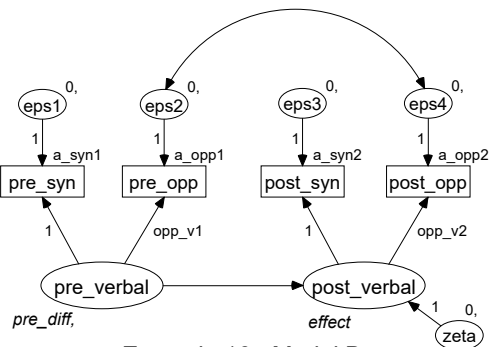 0, 0, 0, 0,
eps1 eps2 eps3 eps4
1 1 1 1
a_syn1 a_opp1 a_syn2 a_opp2
pre_syn pre_opp post_syn post_opp
1 opp_v1 1 opp_v2
pre_verbal post_verbal
pre_diff, effect
1 0,
zeta